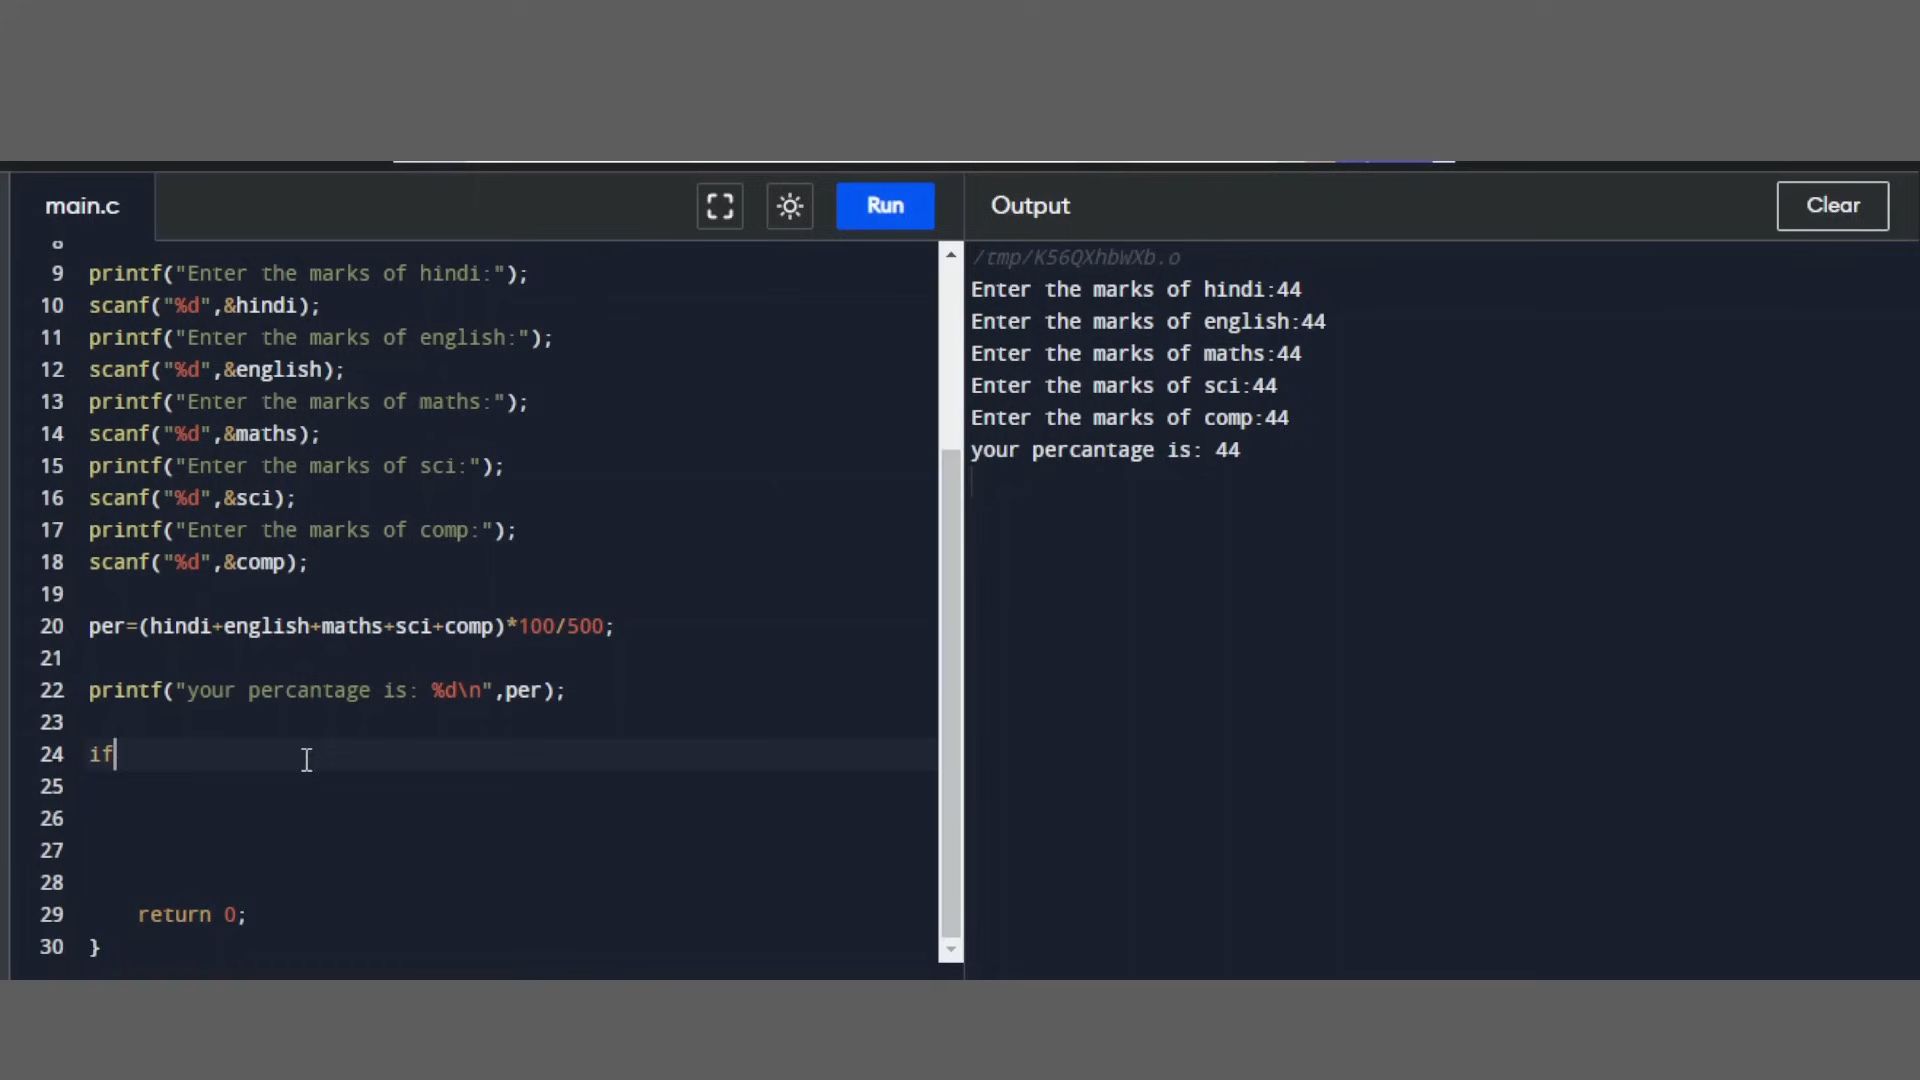 main.c
Run
Output
Clear
8
9 printf("Enter the marks of hindi:");
10 scanf("%d",&hindi);
11 printf("Enter the marks of english:");
12 scanf("%d",&english);
13 printf("Enter the marks of maths:");
14 scanf("%d",&maths);
15 printf("Enter the marks of sci:");
16 scanf("%d",&sci);
17 printf("Enter the marks of comp:");
18 scanf("%d",&comp);
19
20 per=(hindi+english+maths+sci+comp)*100/500;
21
22 printf("your percantage is: %d\n",per);
23
24 if
25
26
27
28
29 return 0;
30 }
/tmp/K56QXhbWXb.o
Enter the marks of hindi:44
Enter the marks of english:44
Enter the marks of maths:44
Enter the marks of sci:44
Enter the marks of comp:44
your percantage is: 44